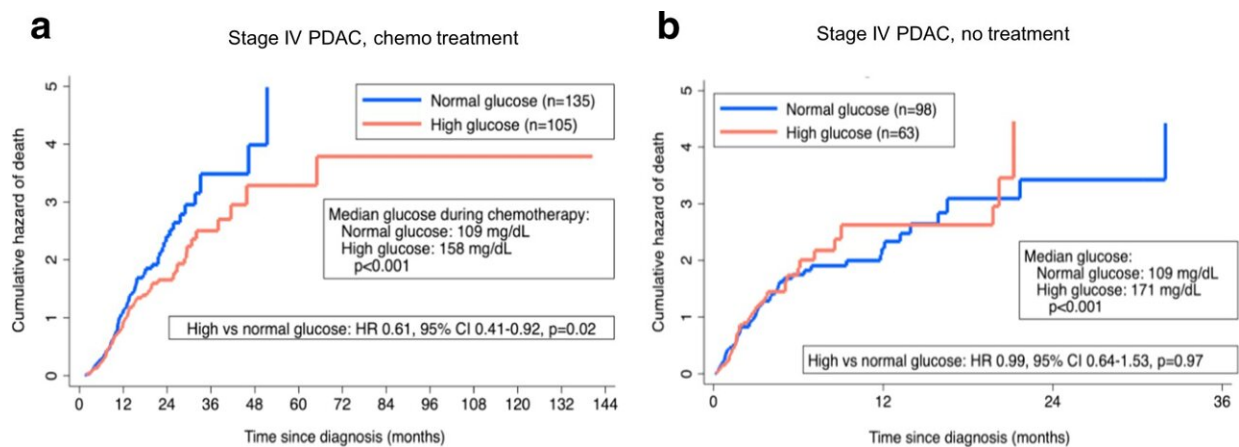 a
Stage IV PDAC, chemo treatment
Cumulative hazard of death
5
4
3
2
1
0
Normal glucose (n=135)
High glucose (n=105)
Median glucose during chemotherapy:
Normal glucose: 109 mg/dL
High glucose: 158 mg/dL
p<0.001
High vs normal glucose: HR 0.61, 95% CI 0.41-0.92, p=0.02
0 12 24 36 48 60 72 84 96 108 120 132 144
Time since diagnosis (months)
b
Stage IV PDAC, no treatment
Cumulative hazard of death
5
4
3
2
1
0
Normal glucose (n=98)
High glucose (n=63)
Median glucose:
Normal glucose: 109 mg/dL
High glucose: 171 mg/dL
p<0.001
High vs normal glucose: HR 0.99, 95% CI 0.64-1.53, p=0.97
0 12 24 36
Time since diagnosis (months)